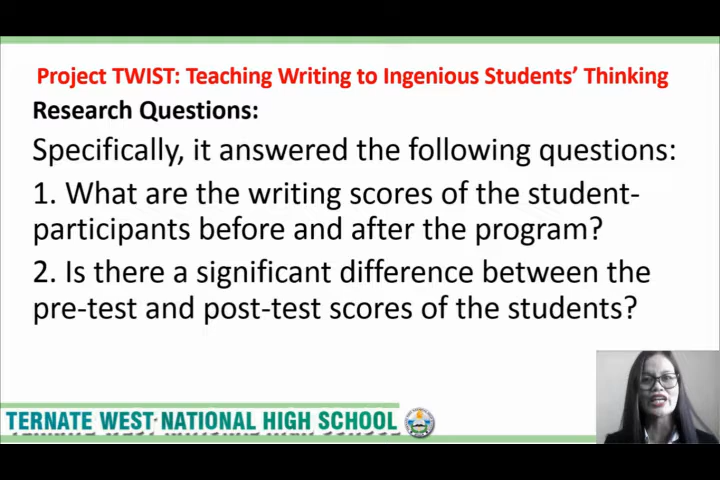 Project TWIST: Teaching Writing to Ingenious Students' Thinking
Research Questions:
Specifically, it answered the following questions:
1. What are the writing scores of the student-
participants before and after the program?
2. Is there a significant difference between the
pre-test and post-test scores of the students?
TERNATE WEST NATIONAL HIGH SCHOOL